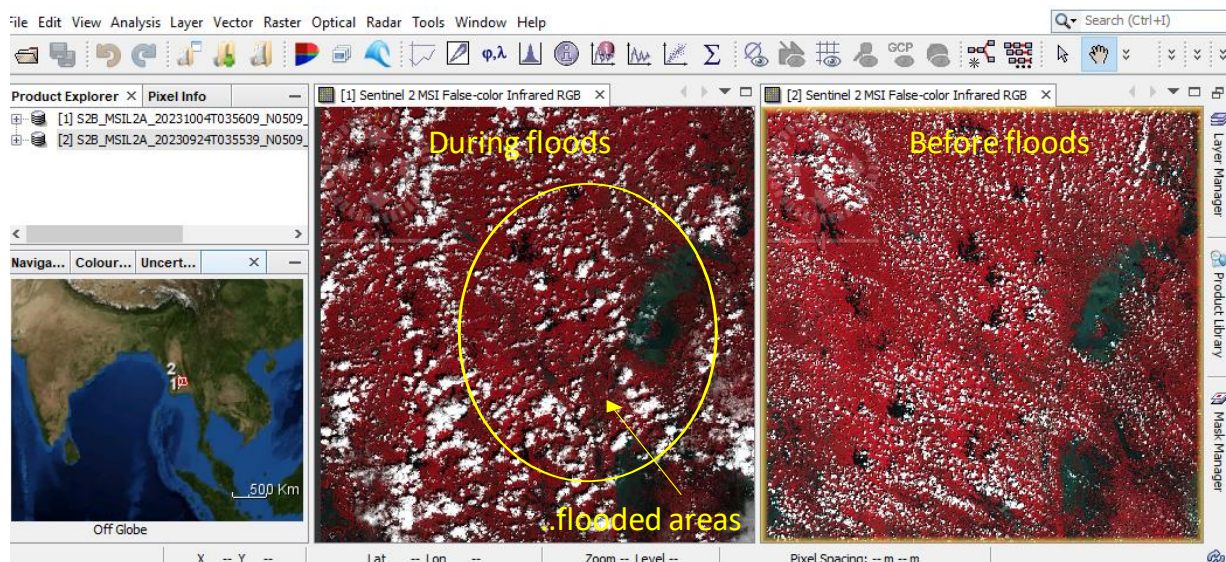 File Edit View Analysis Layer Vector Raster Optical Radar Tools Window Help
Search (Ctrl+I)
φ,λ Σ GCP
Product Explorer × Pixel Info
[1] S2B_MSIL2A_20231004T035609_N0509_
[2] S2B_MSIL2A_20230924T035539_N0509_
Naviga... Colour... Uncert... ×
2
1
500 Km
Off Globe
[1] Sentinel 2 MSI False-color Infrared RGB ×
During floods
..flooded areas
[2] Sentinel 2 MSI False-color Infrared RGB ×
Before floods
Layer Manager
Product Library
Mask Manager
X -- Y -- Lat -- Lon -- Zoom -- Level -- Pixel Spacing: -- m -- m